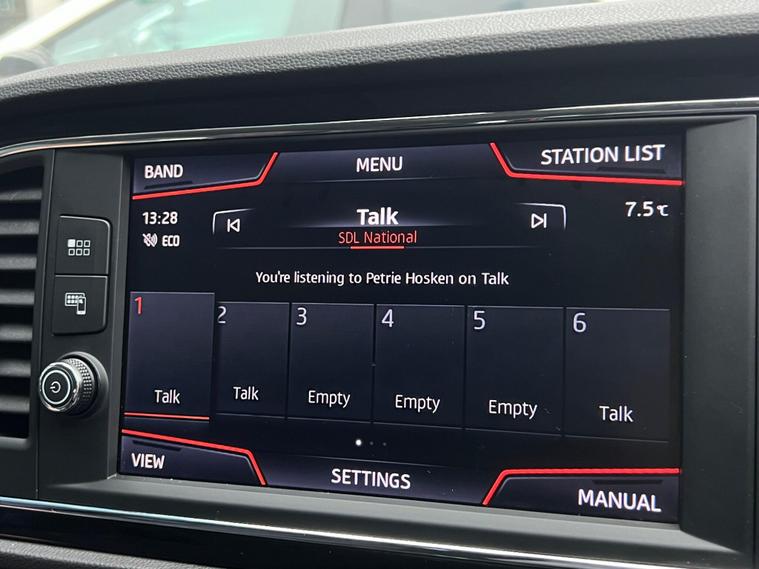 BAND
MENU
STATION LIST
13:28
ECO
Talk
SDL National
7.5℃
You're listening to Petrie Hosken on Talk
1
2
3
4
5
6
Talk
Talk
Empty
Empty
Empty
Talk
VIEW
SETTINGS
MANUAL